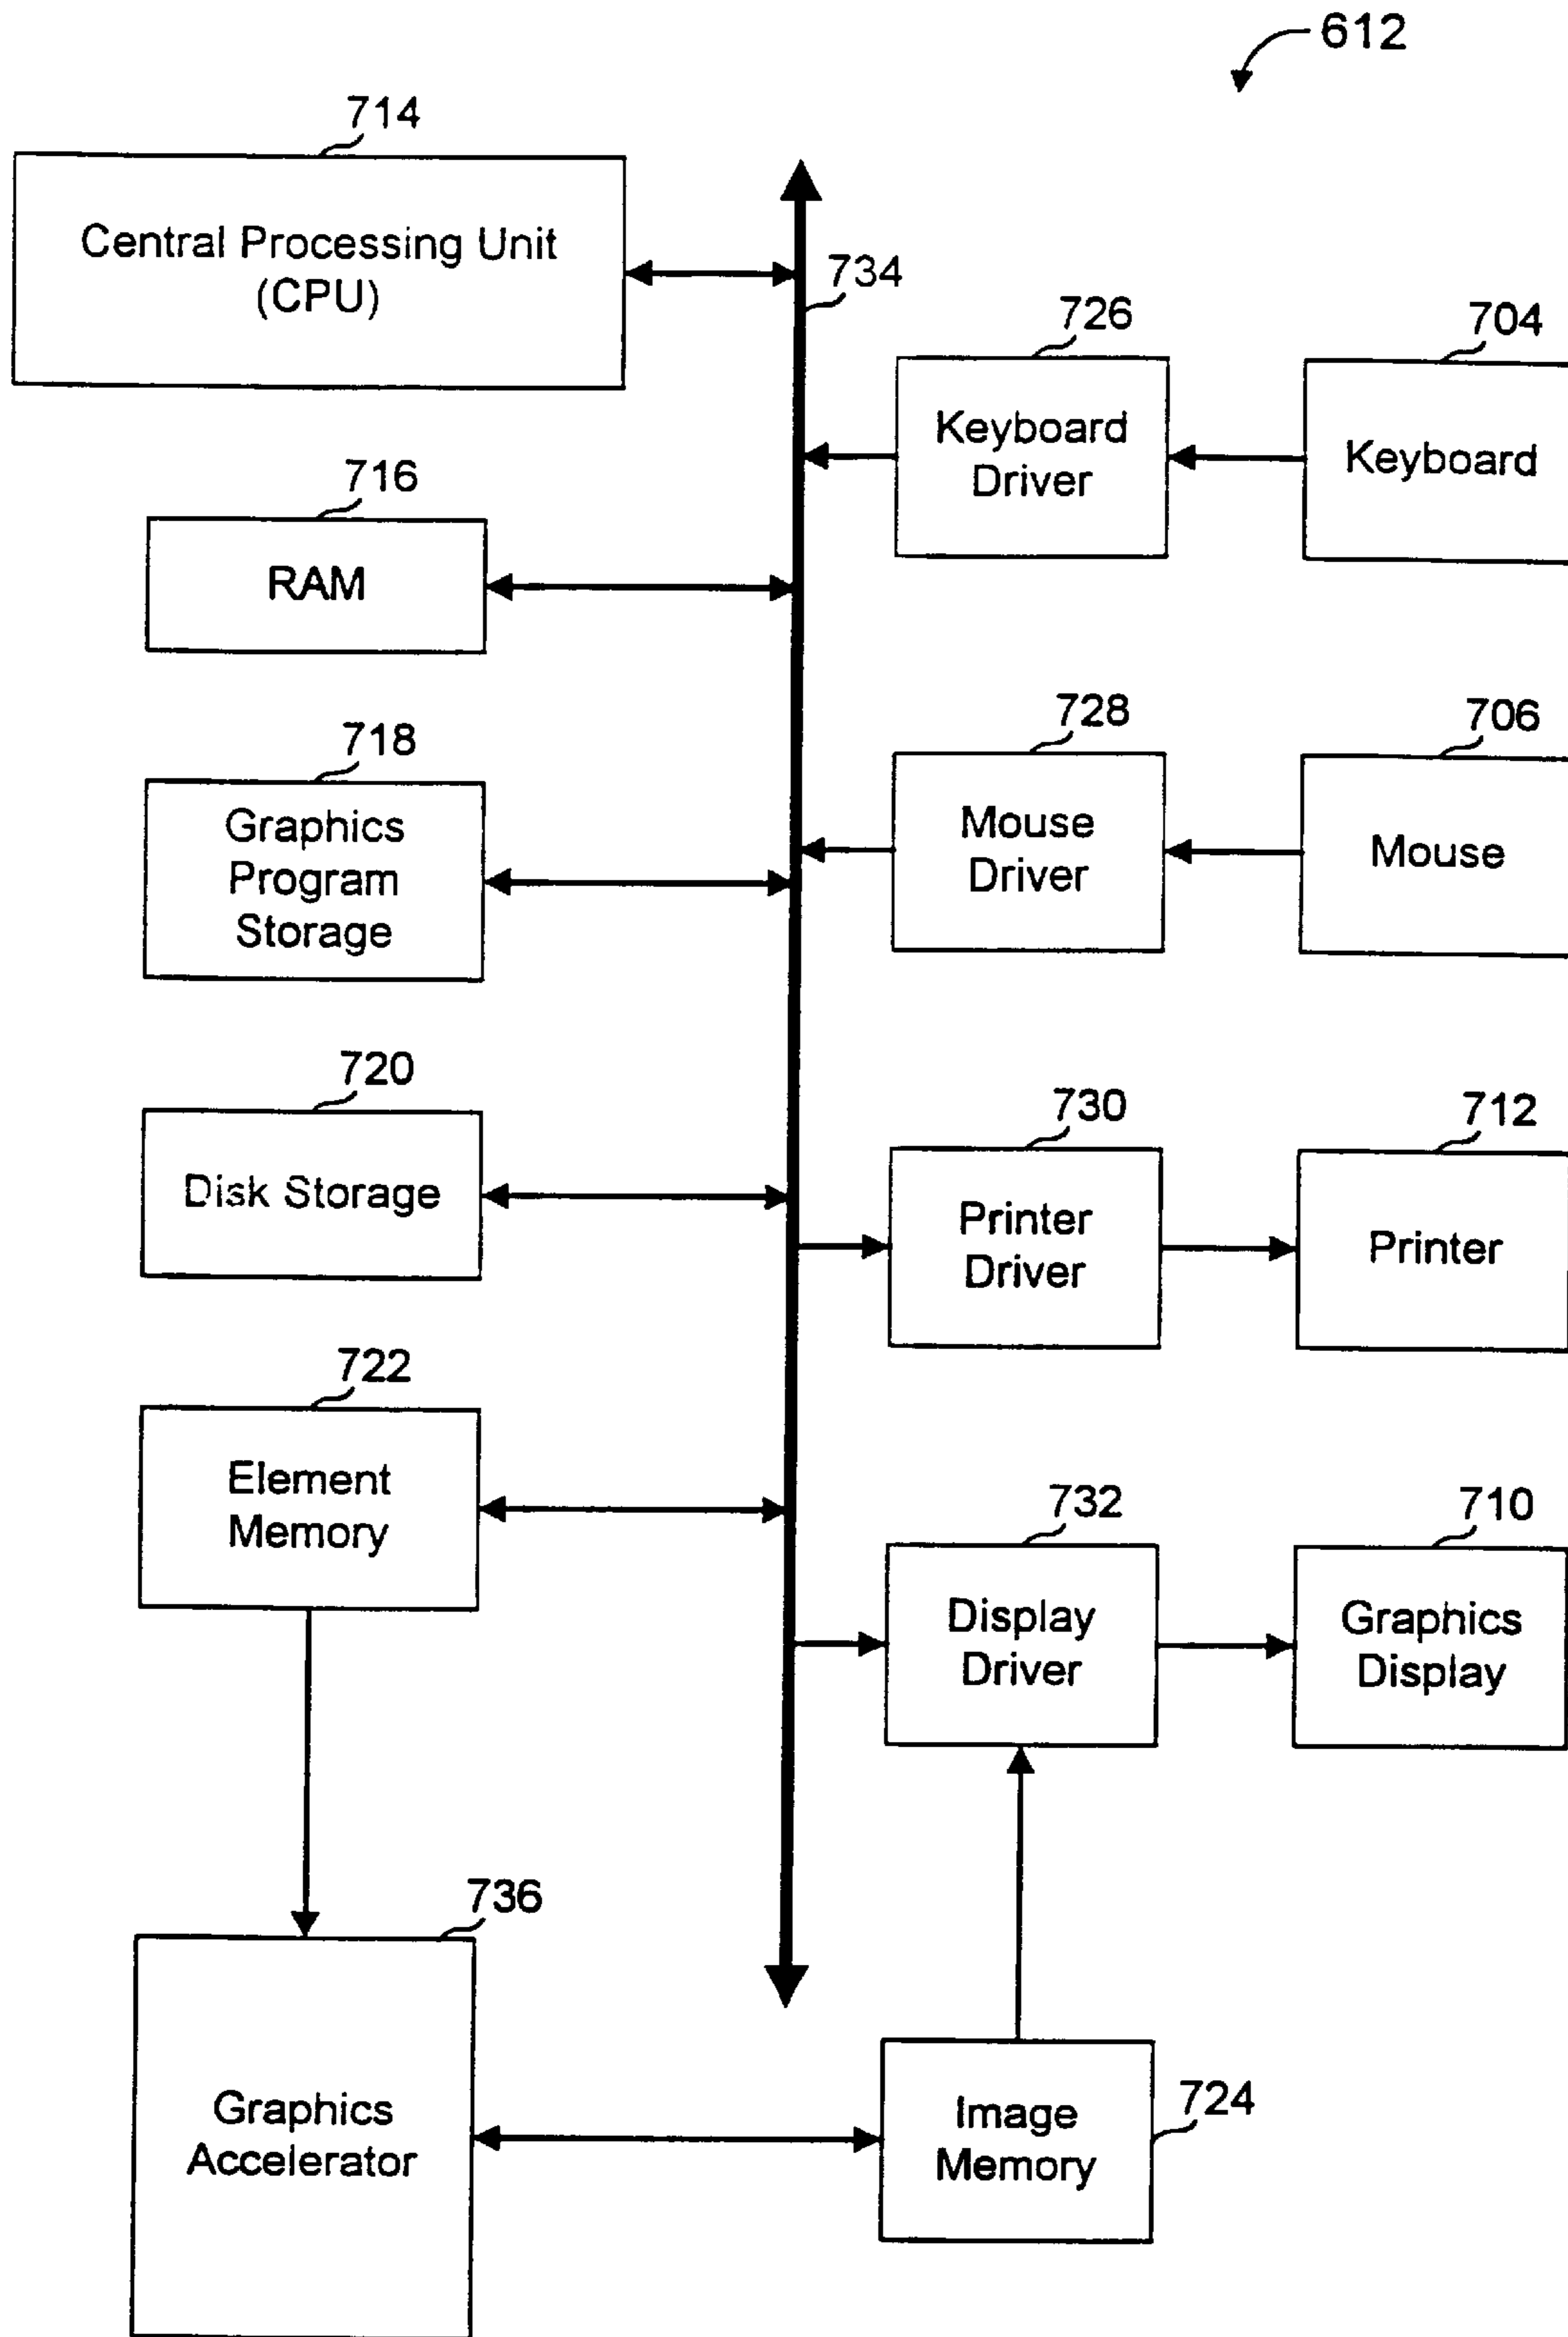 612
714
Central Processing Unit
(CPU)
734
726
Keyboard
Driver
704
Keyboard
716
RAM
728
Mouse
Driver
706
Mouse
718
Graphics
Program
Storage
720
Disk Storage
730
Printer
Driver
712
Printer
722
Element
Memory
732
Display
Driver
710
Graphics
Display
736
Graphics
Accelerator
Image
Memory
724